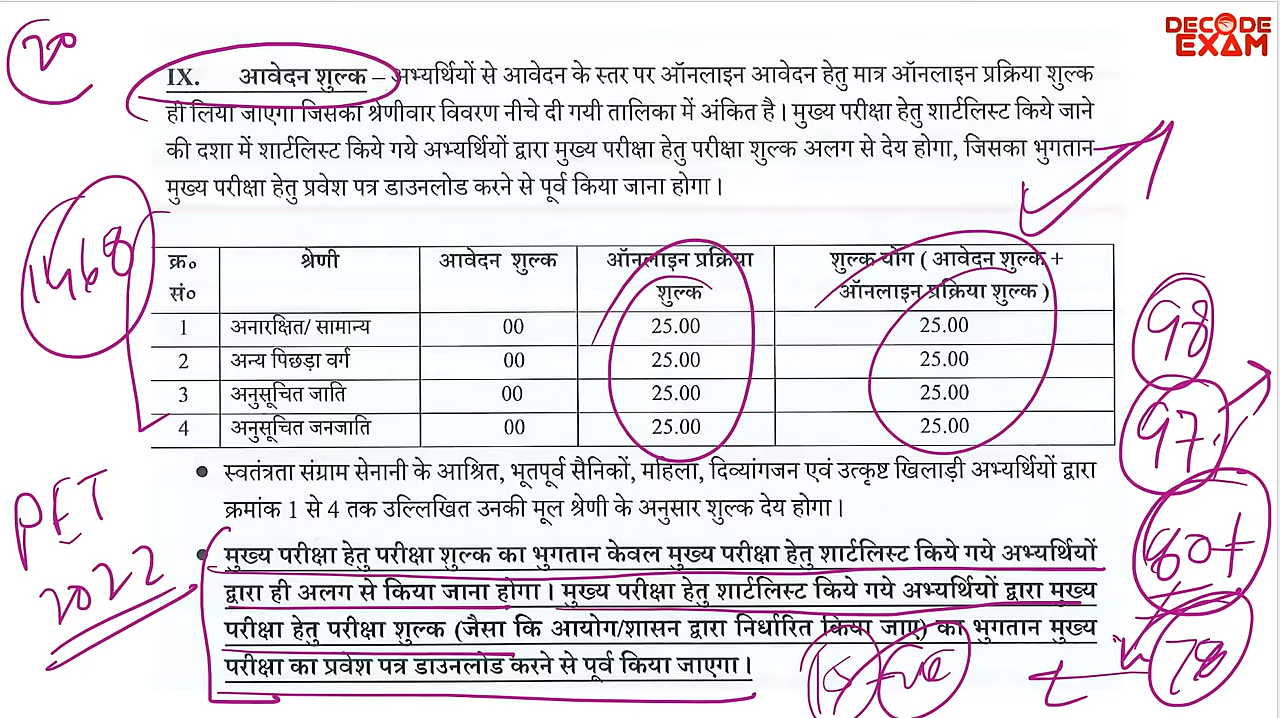 DECODE
EXAM
20
IX. आवेदन शुल्क – अभ्यर्थियों से आवेदन के स्तर पर ऑनलाइन आवेदन हेतु मात्र ऑनलाइन प्रक्रिया शुल्क
ही लिया जाएगा जिसका श्रेणीवार विवरण नीचे दी गयी तालिका में अंकित है। मुख्य परीक्षा हेतु शार्टलिस्ट किये जाने
की दशा में शार्टलिस्ट किये गये अभ्यर्थियों द्वारा मुख्य परीक्षा हेतु परीक्षा शुल्क अलग से देय होगा, जिसका भुगतान
मुख्य परीक्षा हेतु प्रवेश पत्र डाउनलोड करने से पूर्व किया जाना होगा।
क्र० सं० श्रेणी आवेदन शुल्क ऑनलाइन प्रक्रिया शुल्क शुल्क योग ( आवेदन शुल्क + ऑनलाइन प्रक्रिया शुल्क )
1 अनारक्षित/ सामान्य 00 25.00 25.00
2 अन्य पिछड़ा वर्ग 00 25.00 25.00
3 अनुसूचित जाति 00 25.00 25.00
4 अनुसूचित जनजाति 00 25.00 25.00
98
97
80+
78
PET
2022
• स्वतंत्रता संग्राम सेनानी के आश्रित, भूतपूर्व सैनिकों, महिला, दिव्यांगजन एवं उत्कृष्ट खिलाड़ी अभ्यर्थियों द्वारा
क्रमांक 1 से 4 तक उल्लिखित उनकी मूल श्रेणी के अनुसार शुल्क देय होगा।
• मुख्य परीक्षा हेतु परीक्षा शुल्क का भुगतान केवल मुख्य परीक्षा हेतु शार्टलिस्ट किये गये अभ्यर्थियों
द्वारा ही अलग से किया जाना होगा। मुख्य परीक्षा हेतु शार्टलिस्ट किये गये अभ्यर्थियों द्वारा मुख्य
परीक्षा हेतु परीक्षा शुल्क (जैसा कि आयोग/शासन द्वारा निर्धारित किया जाए) का भुगतान मुख्य
परीक्षा का प्रवेश पत्र डाउनलोड करने से पूर्व किया जाएगा।